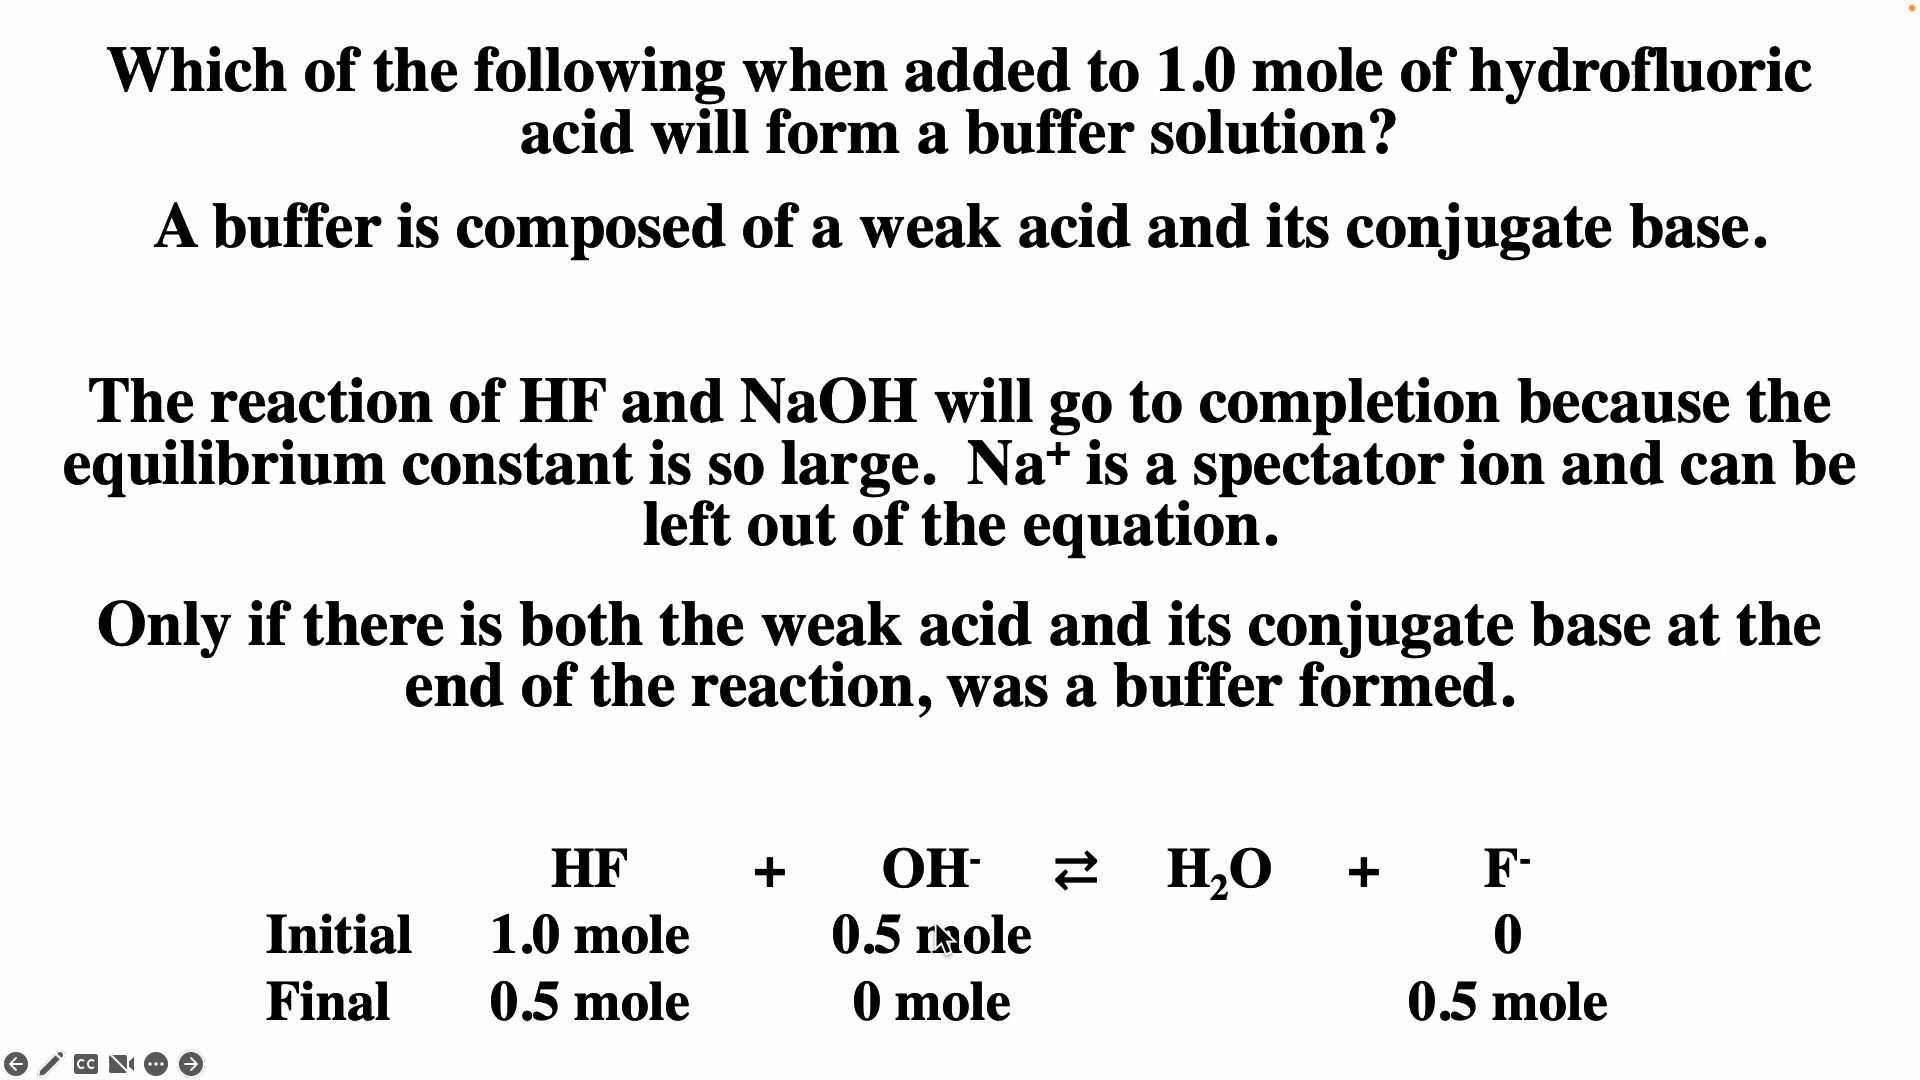 Which of the following when added to 1.0 mole of hydrofluoric
acid will form a buffer solution?
A buffer is composed of a weak acid and its conjugate base.
The reaction of HF and NaOH will go to completion because the
equilibrium constant is so large. Na⁺ is a spectator ion and can be
left out of the equation.
Only if there is both the weak acid and its conjugate base at the
end of the reaction, was a buffer formed.
HF + OH⁻ ⇄ H₂O + F⁻
Initial 1.0 mole 0.5 mole 0
Final 0.5 mole 0 mole 0.5 mole
CC